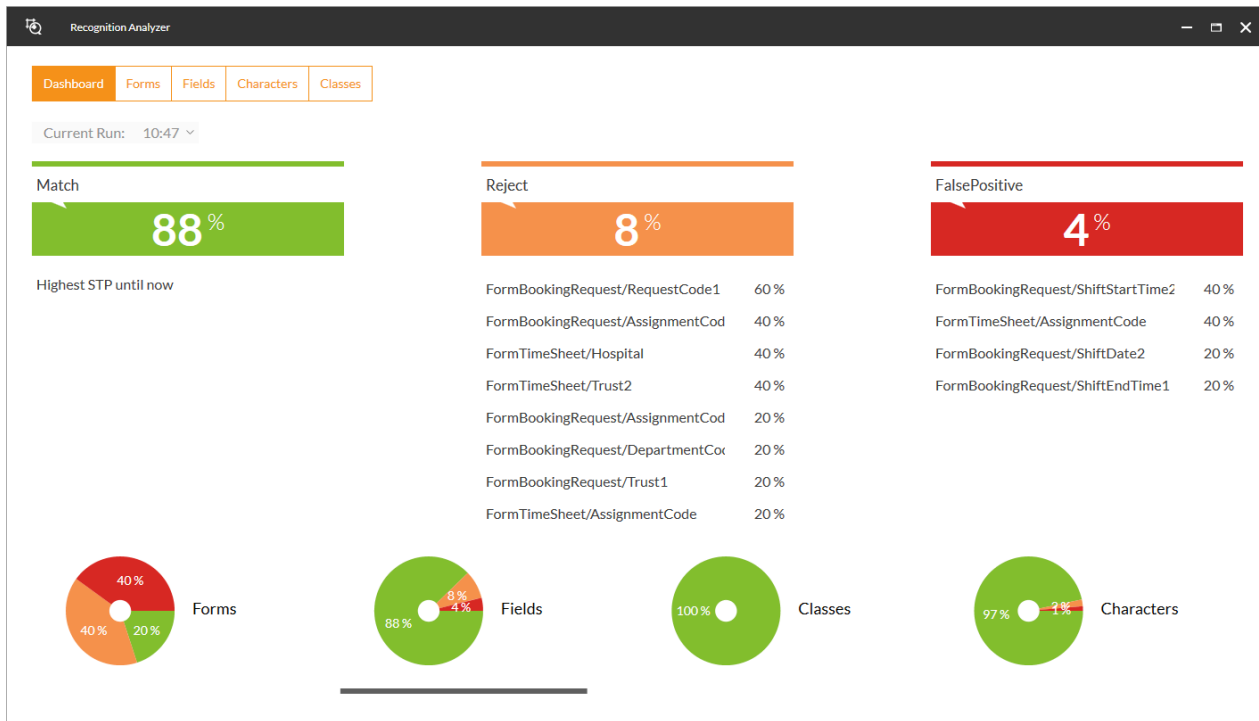 Recognition Analyzer
Dashboard Forms Fields Characters Classes
Current Run: 10:47
Match
88 %
Highest STP until now
Reject
8 %
FormBookingRequest/RequestCode1 60 %
FormBookingRequest/AssignmentCod 40 %
FormTimeSheet/Hospital 40 %
FormTimeSheet/Trust2 40 %
FormBookingRequest/AssignmentCod 20 %
FormBookingRequest/DepartmentCo 20 %
FormBookingRequest/Trust1 20 %
FormTimeSheet/AssignmentCode 20 %
FalsePositive
4 %
FormBookingRequest/ShiftStartTime2 40 %
FormTimeSheet/AssignmentCode 40 %
FormBookingRequest/ShiftDate2 20 %
FormBookingRequest/ShiftEndTime1 20 %
40 %
40 %
20 %
Forms
8 %
4 %
88 %
Fields
100 %
Classes
97 %
1 %
Characters